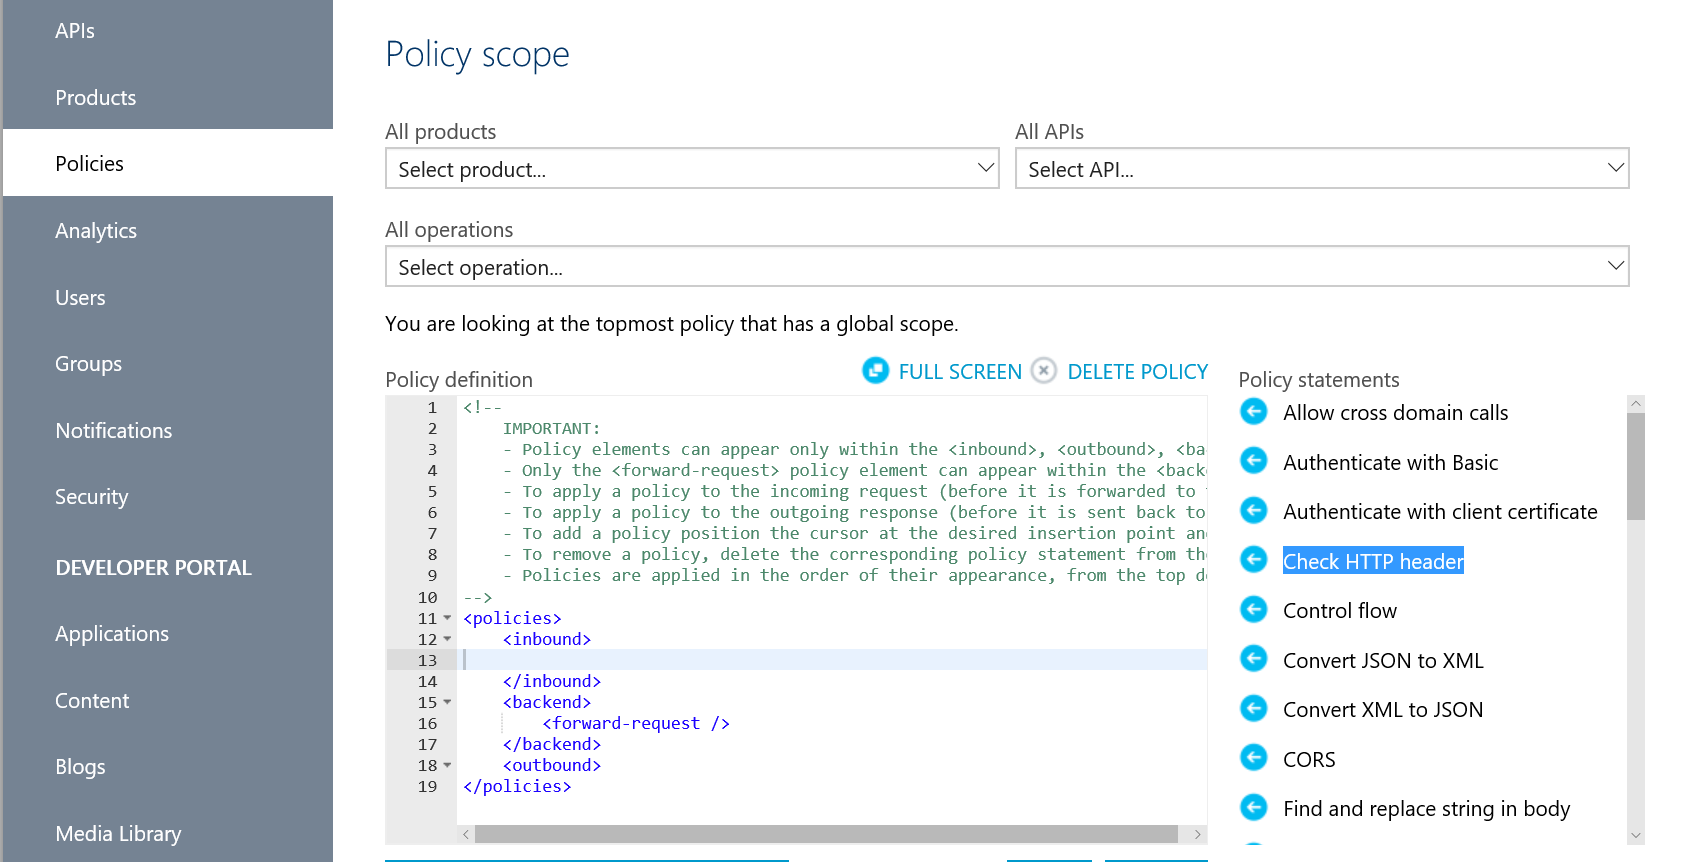 APIs
Products
Policies
Analytics
Users
Groups
Notifications
Security
DEVELOPER PORTAL
Applications
Content
Blogs
Media Library
Policy scope
All products
Select product...
All APIs
Select API...
All operations
Select operation...
You are looking at the topmost policy that has a global scope.
Policy definition
FULL SCREEN
DELETE POLICY
1 <!--
2 IMPORTANT:
3 - Policy elements can appear only within the <inbound>, <outbound>, <ba
4 - Only the <forward-request> policy element can appear within the <back
5 - To apply a policy to the incoming request (before it is forwarded to
6 - To apply a policy to the outgoing response (before it is sent back to
7 - To add a policy position the cursor at the desired insertion point an
8 - To remove a policy, delete the corresponding policy statement from th
9 - Policies are applied in the order of their appearance, from the top d
10 -->
11 <policies>
12 <inbound>
13
14 </inbound>
15 <backend>
16 <forward-request />
17 </backend>
18 <outbound>
19 </policies>
Policy statements
Allow cross domain calls
Authenticate with Basic
Authenticate with client certificate
Check HTTP header
Control flow
Convert JSON to XML
Convert XML to JSON
CORS
Find and replace string in body